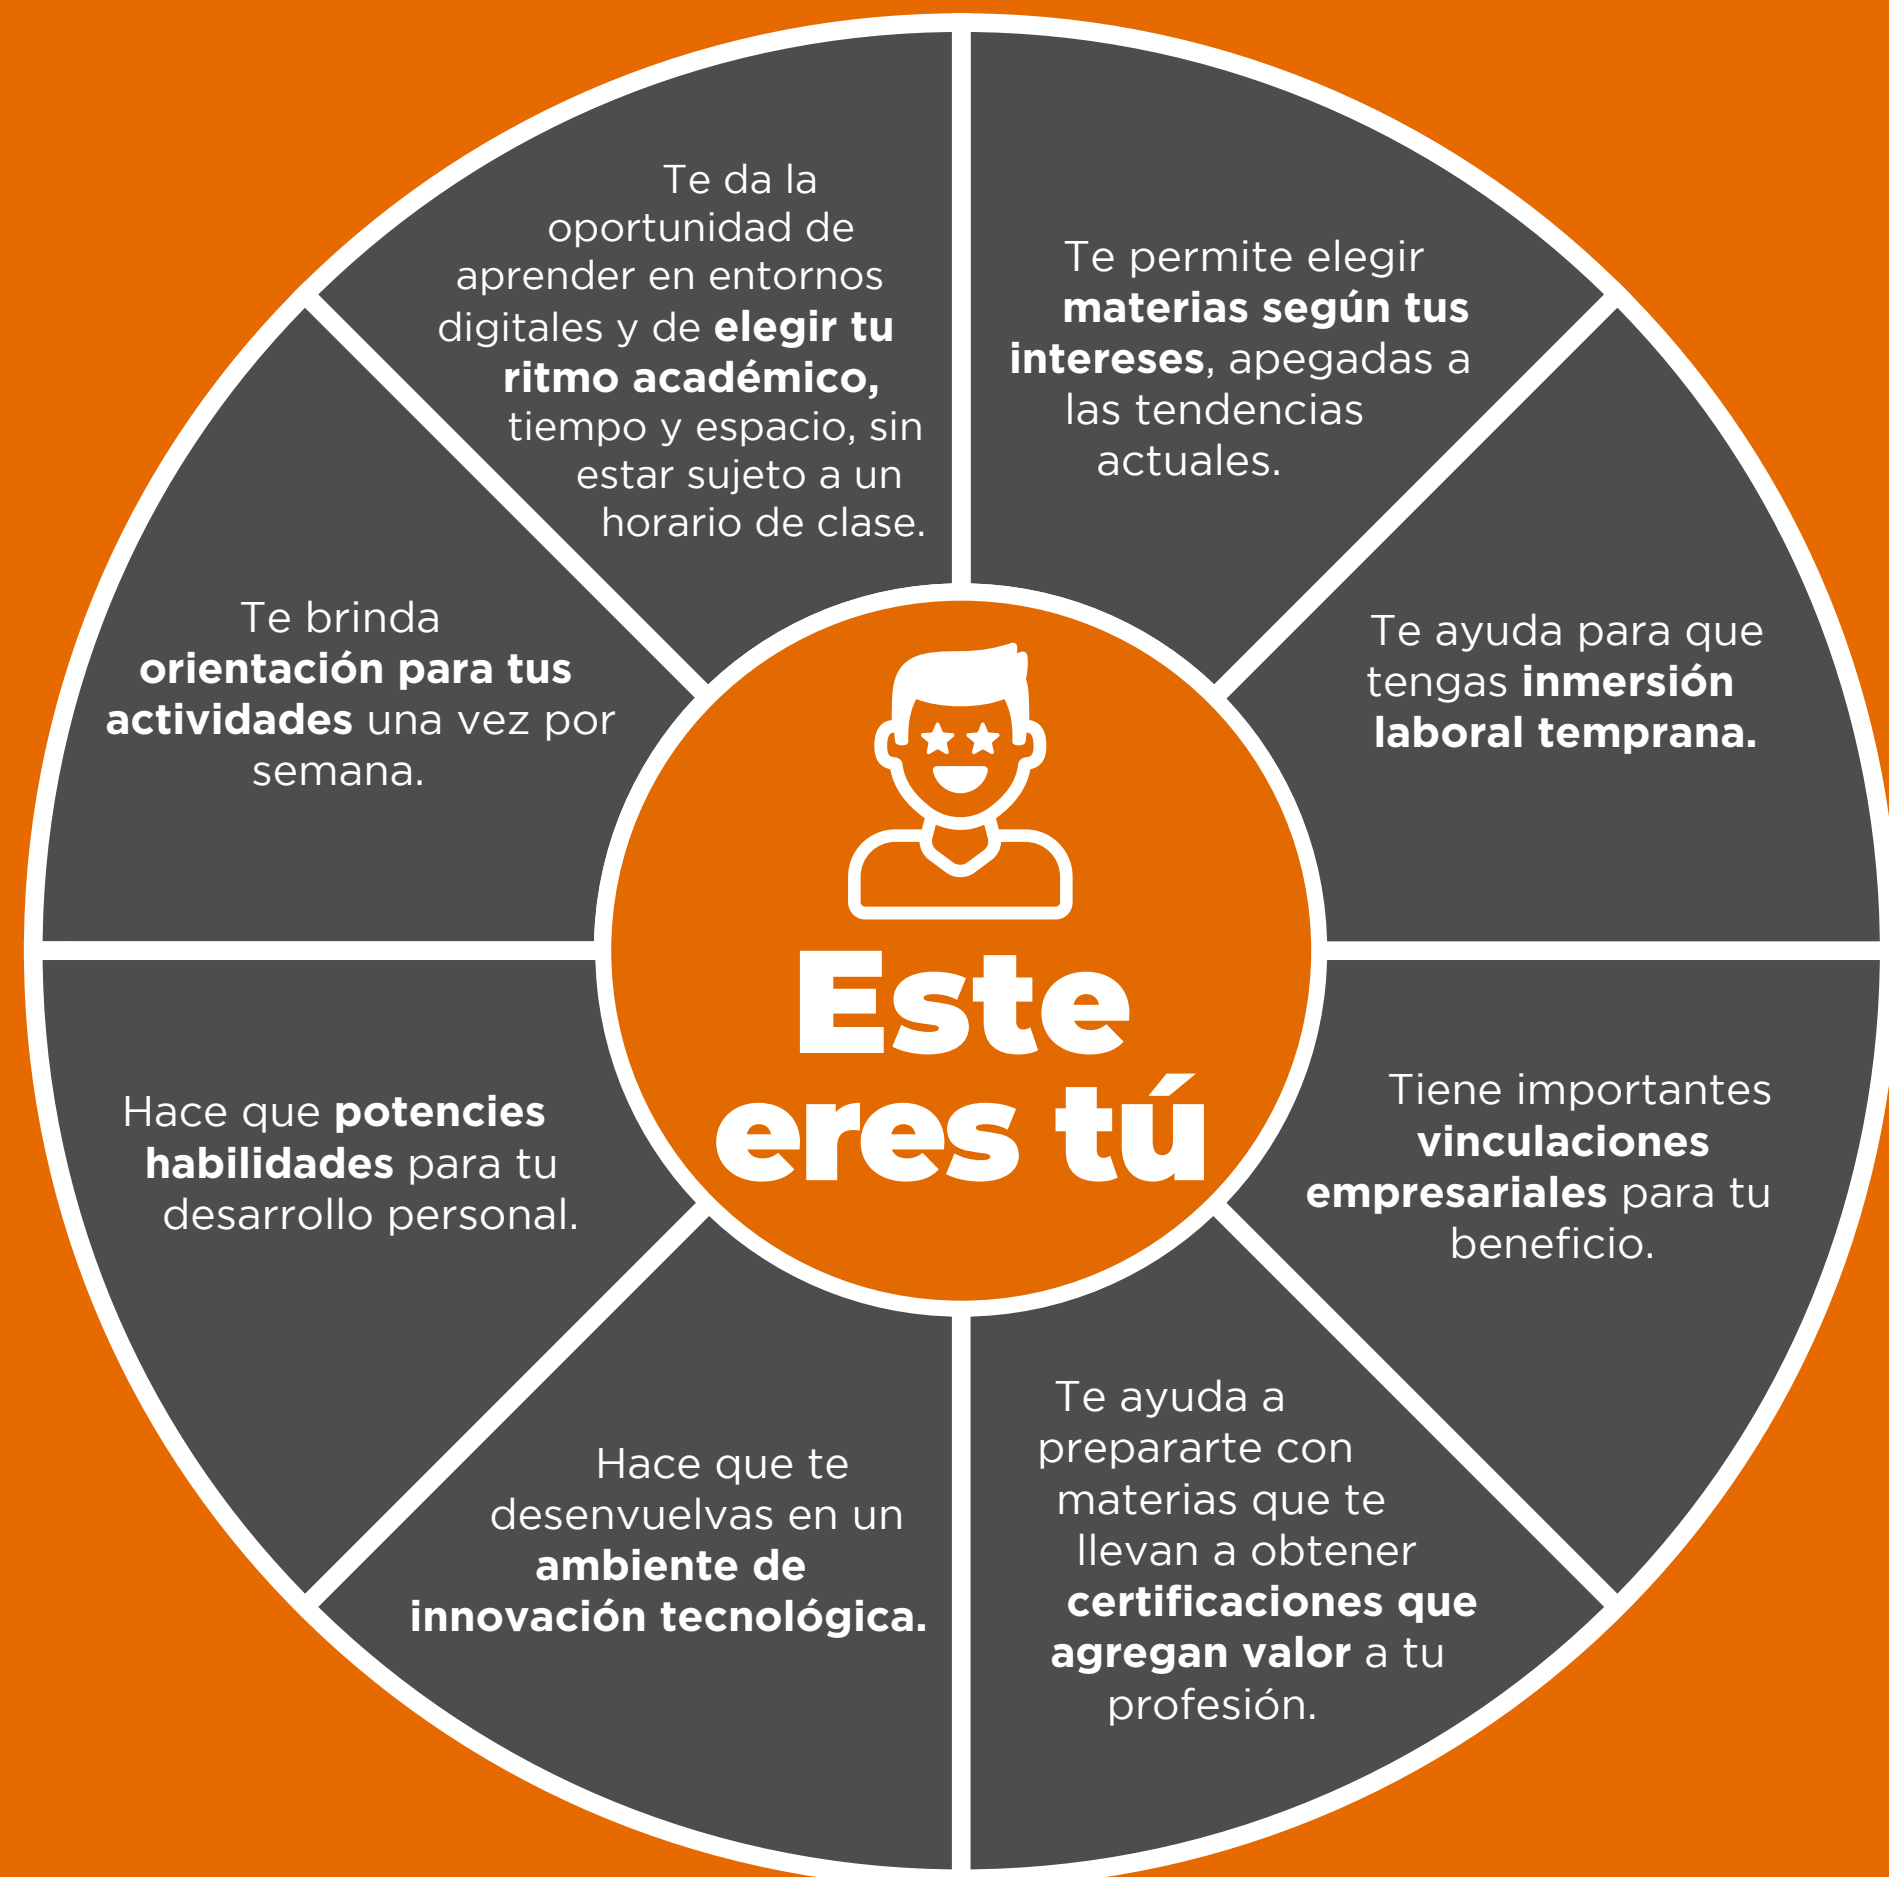 Te da la
oportunidad de
aprender en entornos
digitales y de elegir tu
ritmo académico,
tiempo y espacio, sin
estar sujeto a un
horario de clase.
Te permite elegir
materias según tus
intereses, apegadas a
las tendencias
actuales.
Te ayuda para que
tengas inmersión
laboral temprana.
Tiene importantes
vinculaciones
empresariales para tu
beneficio.
Te ayuda a
prepararte con
materias que te
llevan a obtener
certificaciones que
agregan valor a tu
profesión.
Hace que te
desenvuelvas en un
ambiente de
innovación tecnológica.
Hace que potencies
habilidades para tu
desarrollo personal.
Te brinda
orientación para tus
actividades una vez por
semana.
Este
eres tú